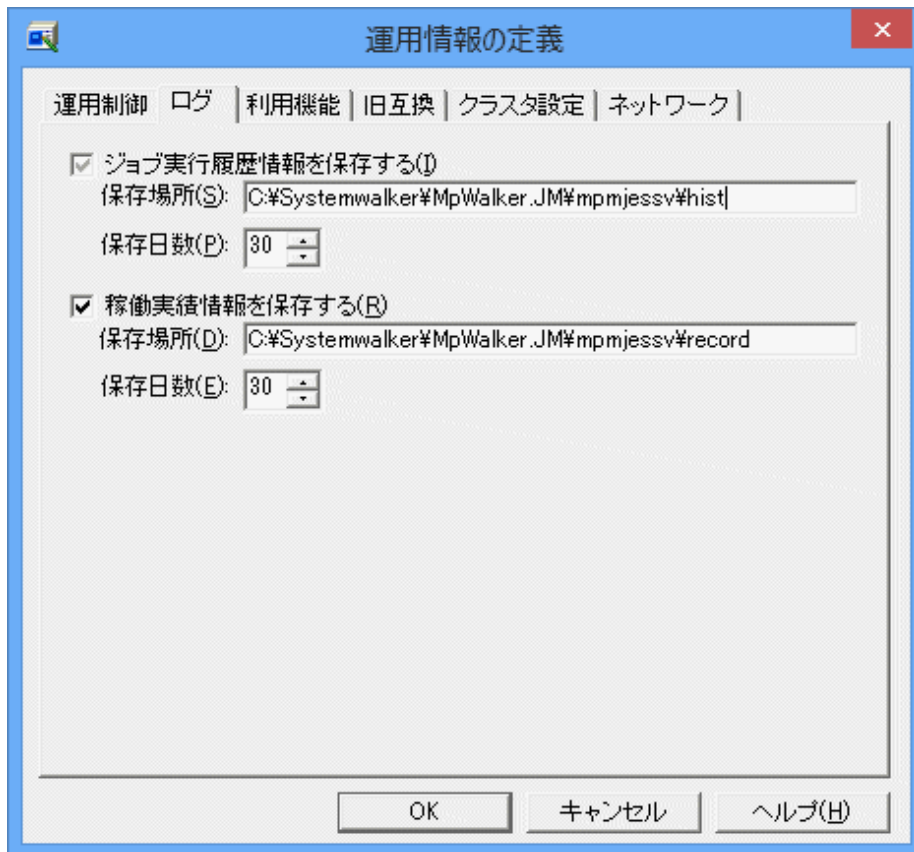 運用情報の定義
運用制御 ログ 利用機能 旧互換 クラスタ設定 ネットワーク
ジョブ実行履歴情報を保存する(I)
保存場所(S): C:¥Systemwalker¥MpWalker.JM¥mpmjessv¥hist
保存日数(P): 30
稼働実績情報を保存する(R)
保存場所(D): C:¥Systemwalker¥MpWalker.JM¥mpmjessv¥record
保存日数(E): 30
OK キャンセル ヘルプ(H)